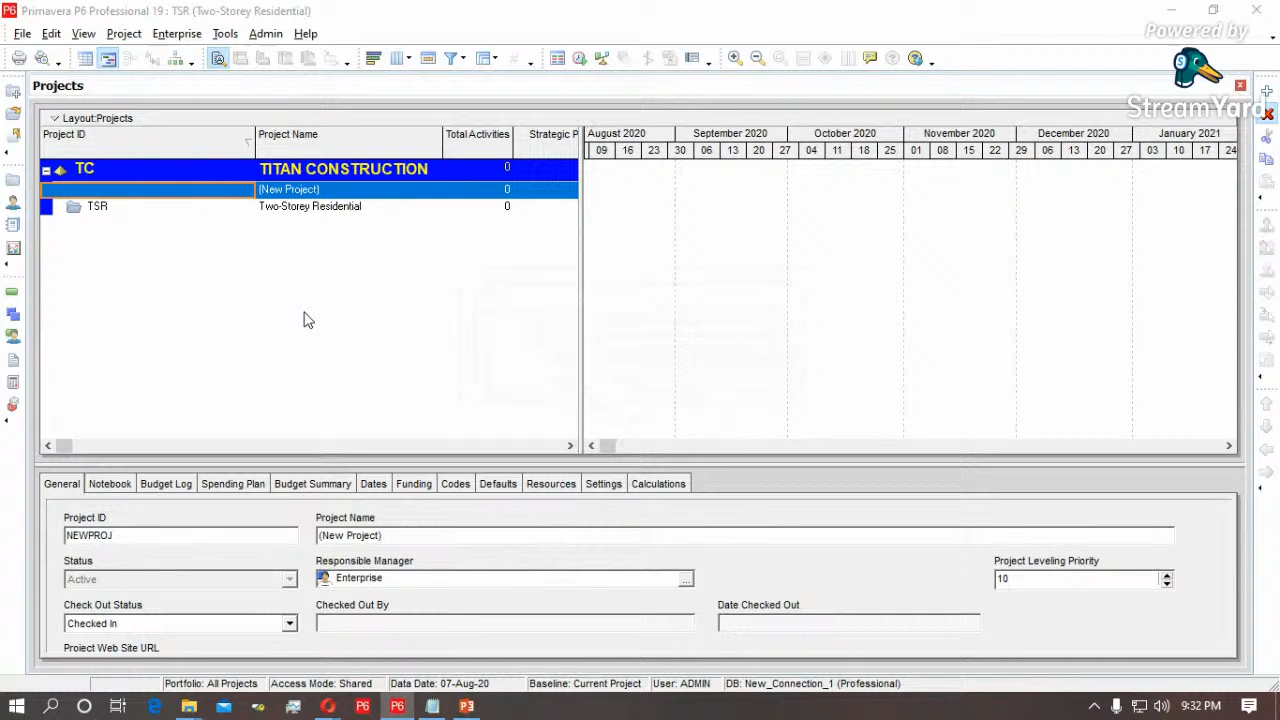 Primavera P6 Professional 19 : TSR (Two-Storey Residential)
File Edit View Project Enterprise Tools Admin Help
Powered by
StreamYard
Projects
Layout:Projects
Project ID Project Name Total Activities Strategic P
August 2020 September 2020 October 2020 November 2020 December 2020 January 2021
09 16 23 30 06 13 20 27 04 11 18 25 01 08 15 22 29 06 13 20 27 03 10 17 24
TC TITAN CONSTRUCTION 0
(New Project) 0
TSR Two-Storey Residential 0
General Notebook Budget Log Spending Plan Budget Summary Dates Funding Codes Defaults Resources Settings Calculations
Project ID Project Name
NEWPROJ (New Project)
Status Responsible Manager Project Leveling Priority
Active Enterprise ... 10
Check Out Status Checked Out By Date Checked Out
Checked In
Project Web Site URL
Portfolio: All Projects Access Mode: Shared Data Date: 07-Aug-20 Baseline: Current Project User: ADMIN DB: New_Connection_1 (Professional)
9:32 PM